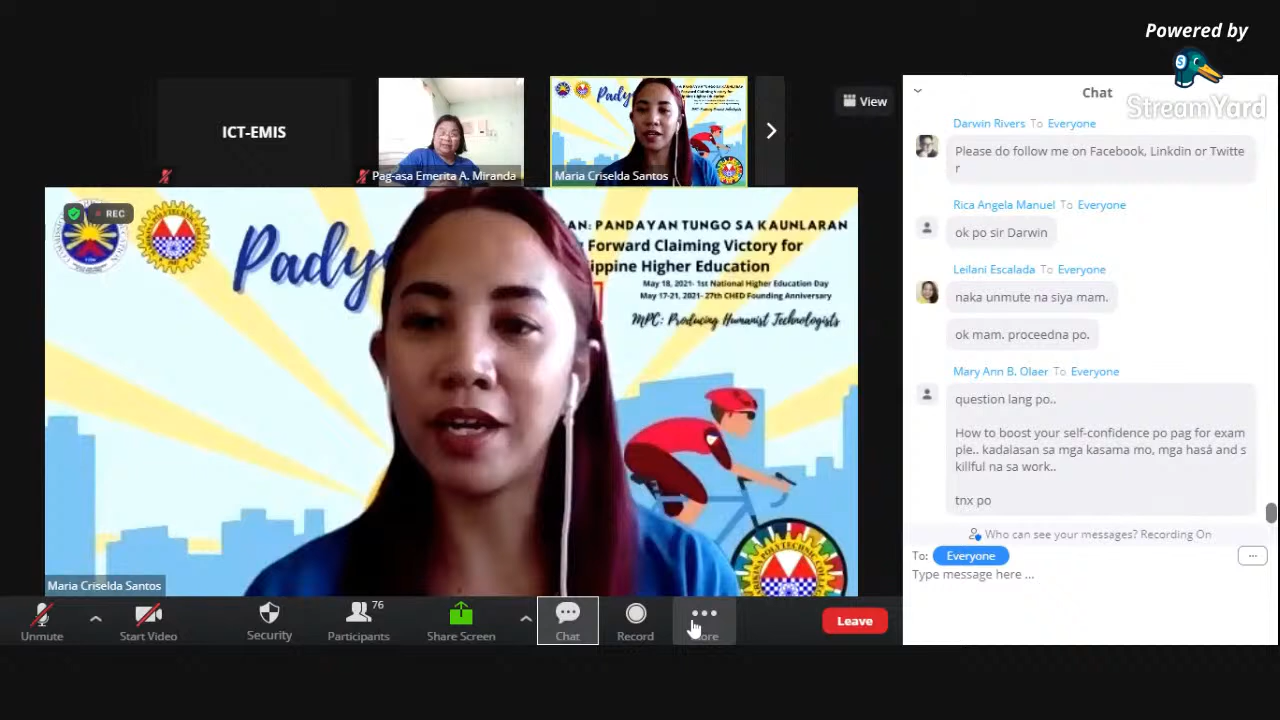 Powered by
StreamYard
ICT-EMIS
Pag-asa Emerita A. Miranda
Maria Criselda Santos
View
REC
Pady
AN: PANDAYAN TUNGO SA KAUNLARAN
Forward Claiming Victory for
ippine Higher Education
May 18, 2021- 1st National Higher Education Day
May 17-21, 2021- 27th CHED Founding Anniversary
MPC: Producing Humanist Technologists
Maria Criselda Santos
Unmute
Start Video
Security
Participants
76
Share Screen
Chat
Record
Leave
Chat
Darwin Rivers To Everyone
Please do follow me on Facebook, Linkdin or Twitte
r
Rica Angela Manuel To Everyone
ok po sir Darwin
Leilani Escalada To Everyone
naka unmute na siya mam.
ok mam. proceedna po.
Mary Ann B. Olaer To Everyone
question lang po..
How to boost your self-confidence po pag for exam
ple.. kadalasan sa mga kasama mo, mga hasá and s
killful na sa work..
tnx po
Who can see your messages? Recording On
To: Everyone
Type message here ...